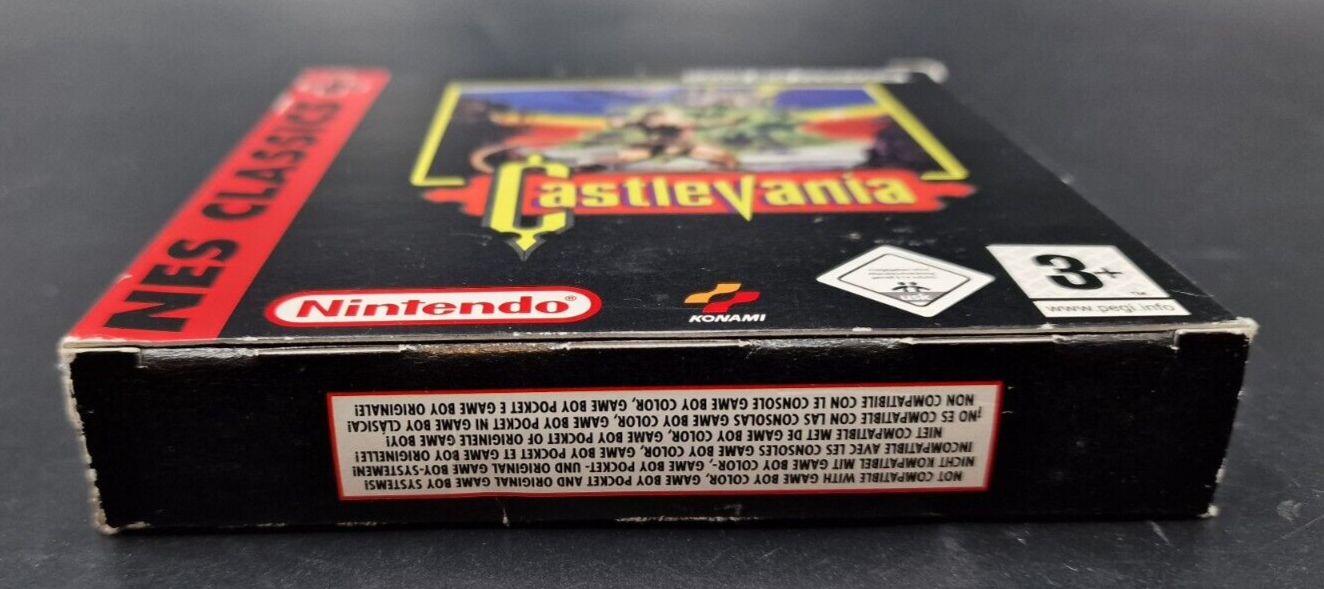 NES CLASSICS
Castlevania
Nintendo®
KONAMI
usk
3+
TM
www.pegi.info
NOT COMPATIBLE WITH GAME BOY COLOR, GAME BOY POCKET AND ORIGINAL GAME BOY SYSTEMS!
NICHT KOMPATIBEL MIT GAME BOY COLOR-, GAME BOY POCKET- UND ORIGINAL GAME BOY-SYSTEMEN!
INCOMPATIBLE AVEC LES CONSOLES GAME BOY COLOR, GAME BOY POCKET ET GAME BOY ORIGINELLE!
NIET COMPATIBLE MET DE GAME BOY COLOR, GAME BOY POCKET OF ORIGINELE GAME BOY!
¡NO ES COMPATIBLE CON LAS CONSOLAS GAME BOY COLOR, GAME BOY POCKET NI GAME BOY CLÁSICA!
NON COMPATIBILE CON LE CONSOLE GAME BOY COLOR, GAME BOY POCKET E GAME BOY ORIGINALE!